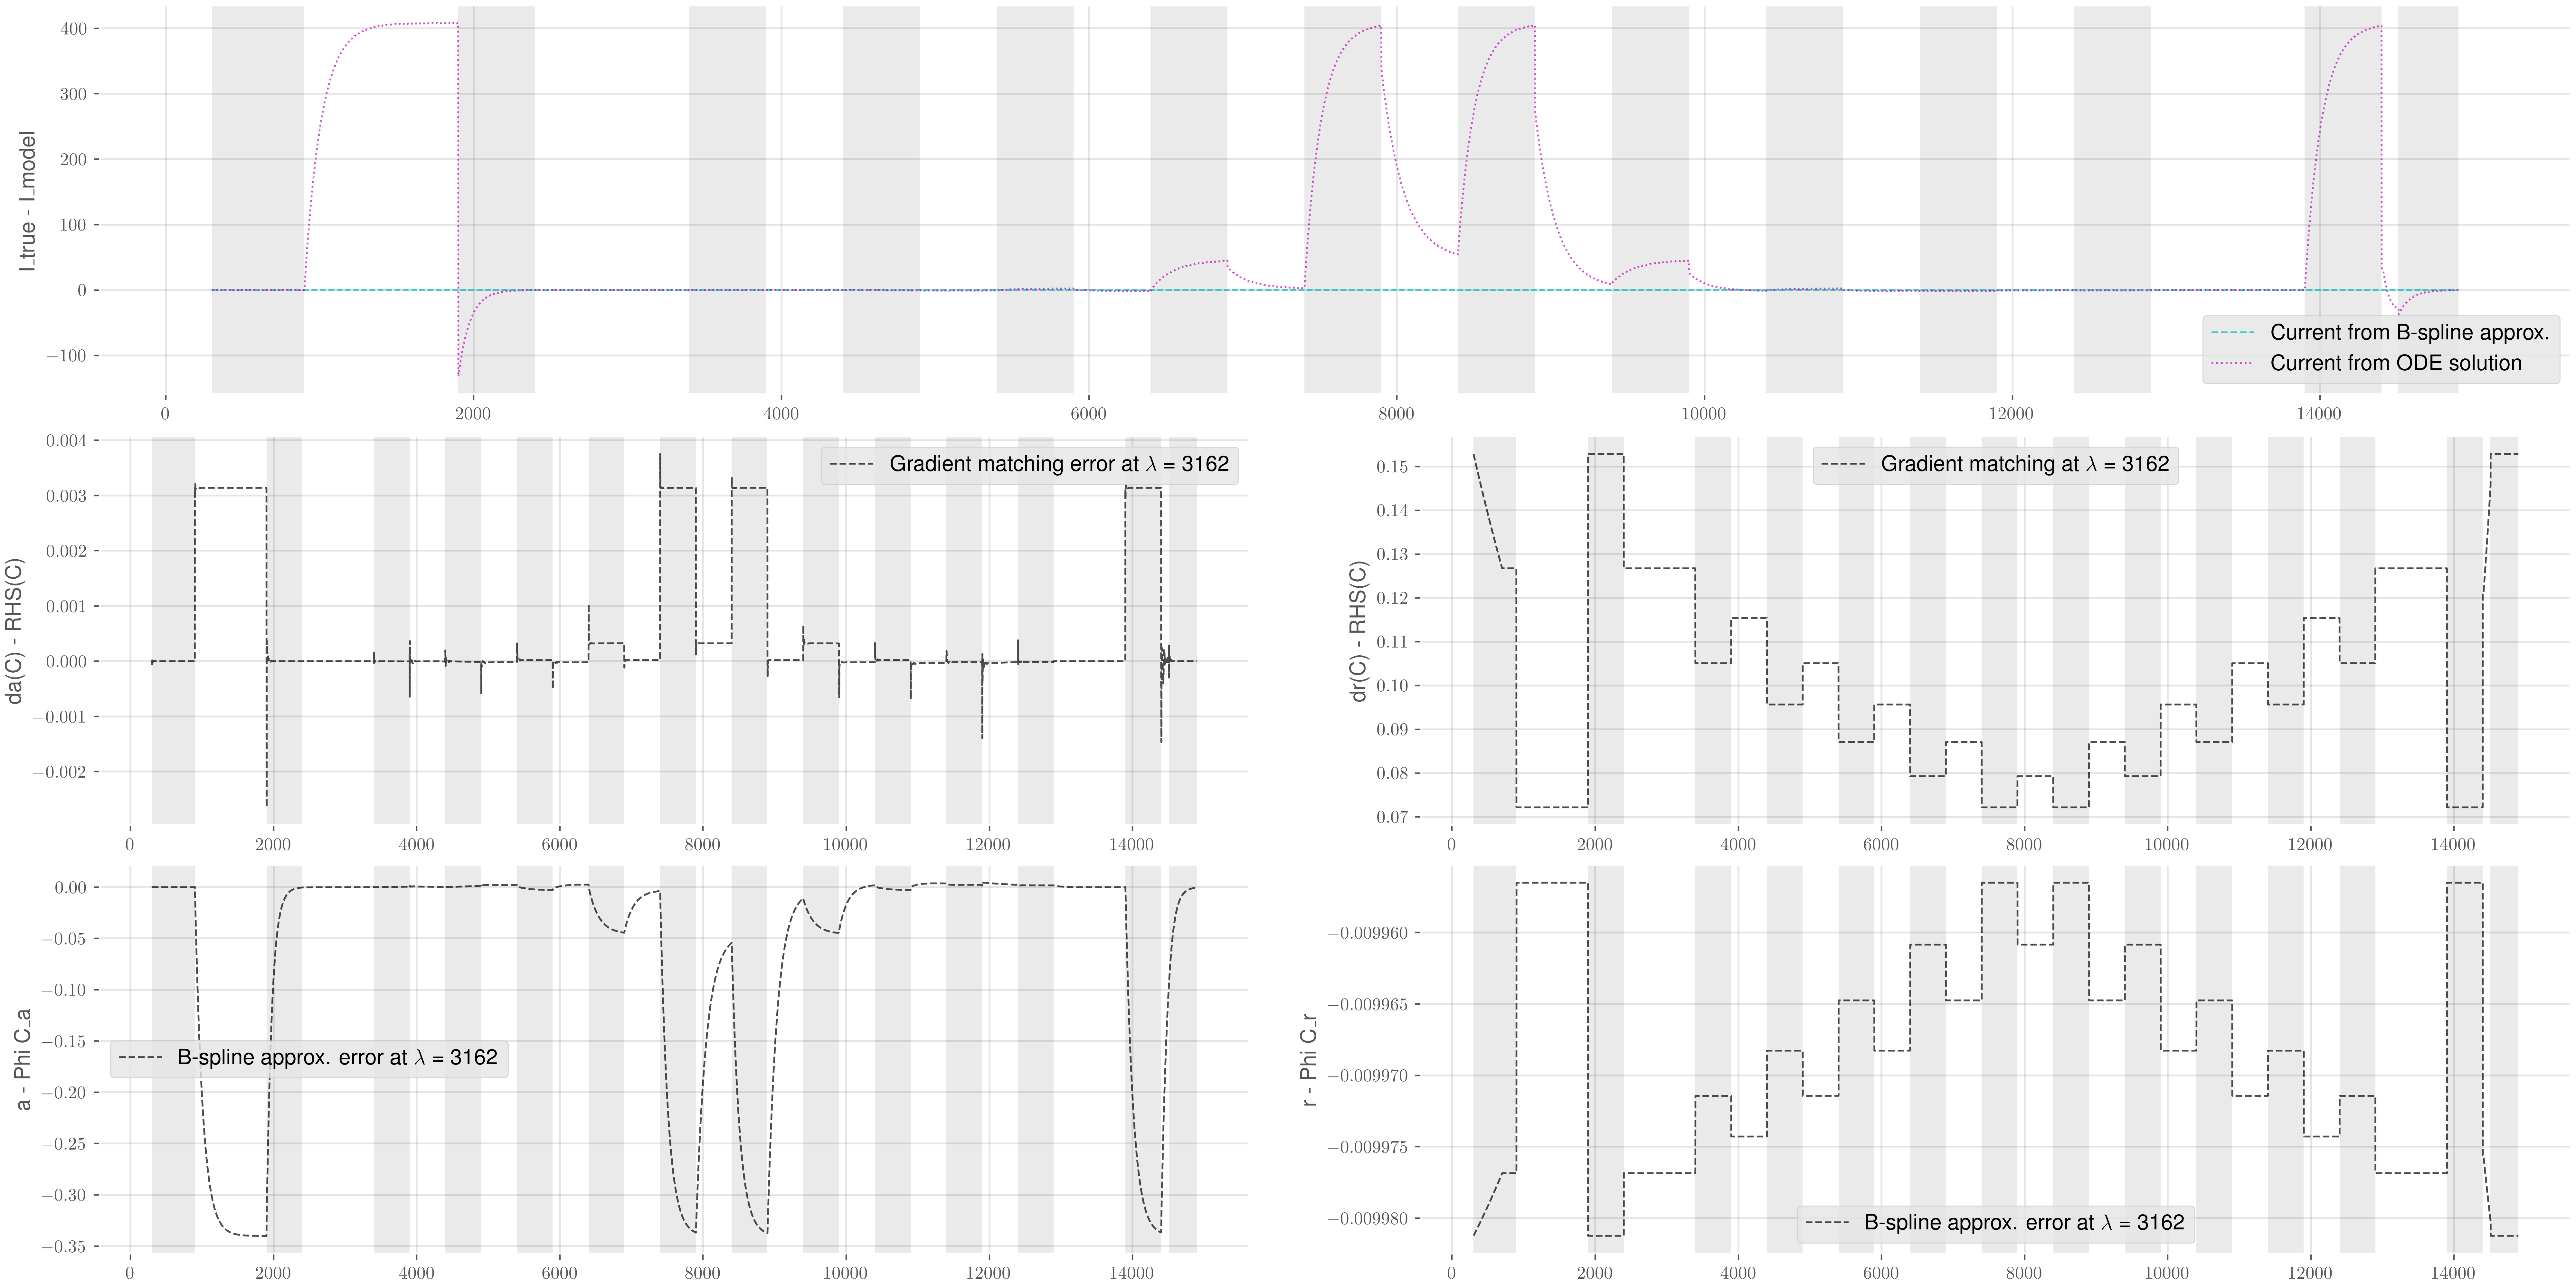 400
300
200
100
0
−100
I_true - I_model
Current from B-spline approx.
Current from ODE solution
0 2000 4000 6000 8000 10000 12000 14000
0.004
0.003
0.002
0.001
0.000
−0.001
−0.002
da(C) - RHS(C)
Gradient matching error at λ = 3162
0 2000 4000 6000 8000 10000 12000 14000
0.15
0.14
0.13
0.12
0.11
0.10
0.09
0.08
0.07
dr(C) - RHS(C)
Gradient matching at λ = 3162
0 2000 4000 6000 8000 10000 12000 14000
0.00
−0.05
−0.10
−0.15
−0.20
−0.25
−0.30
−0.35
a - Phi C_a
B-spline approx. error at λ = 3162
0 2000 4000 6000 8000 10000 12000 14000
−0.009960
−0.009965
−0.009970
−0.009975
−0.009980
r - Phi C_r
B-spline approx. error at λ = 3162
0 2000 4000 6000 8000 10000 12000 14000